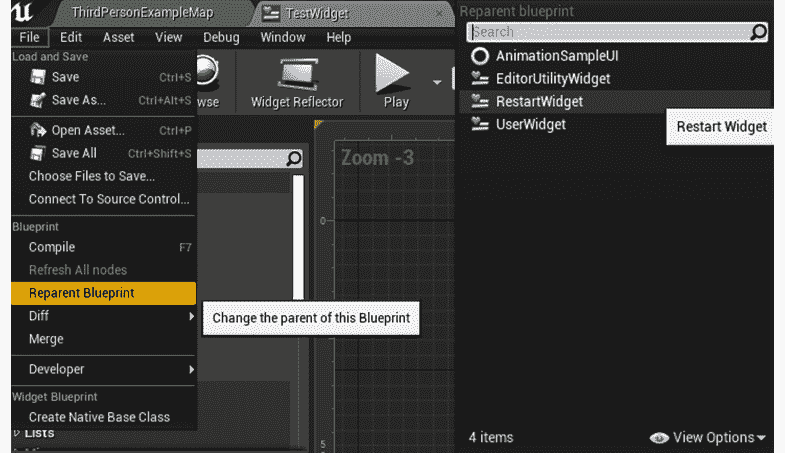 ThirdPersonExampleMap
TestWidget
File Edit Asset View Debug Window Help
Load and Save
Save Ctrl+S
Save As... Ctrl+Alt+S
Open Asset... Ctrl+P
Save All Ctrl+Shift+S
Choose Files to Save...
Connect To Source Control...
Blueprint
Compile F7
Refresh All nodes
Reparent Blueprint
Diff
Merge
Developer
Widget Blueprint
Create Native Base Class
Lists
wse
Widget Reflector
Play
Zoom -3
0
5
Change the parent of this Blueprint
Reparent blueprint
Search
AnimationSampleUI
EditorUtilityWidget
RestartWidget
UserWidget
Restart Widget
4 items
View Options